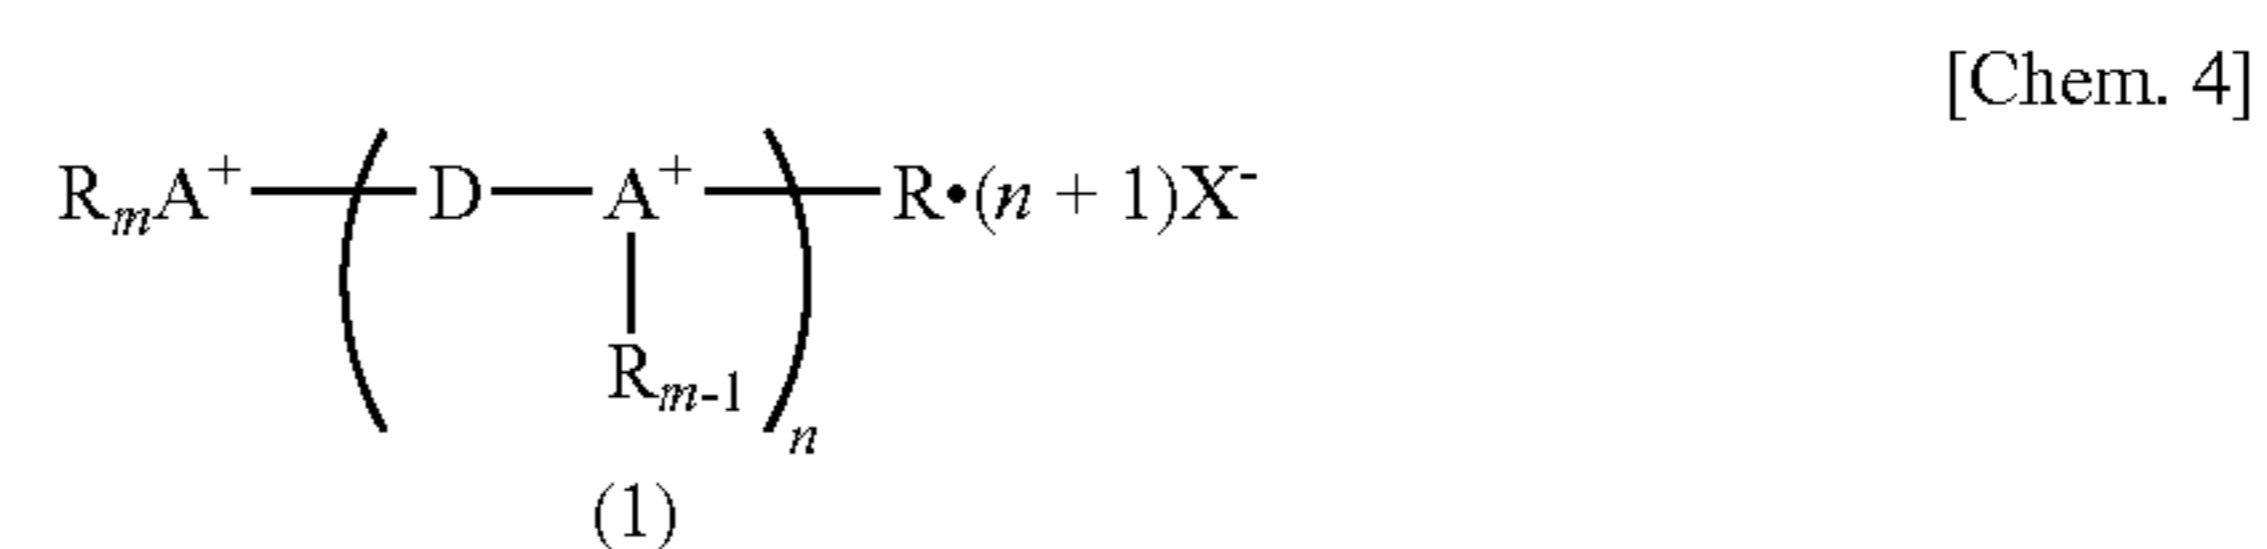 [Chem. 4]
RmA+—(D—A+—)n R•(n + 1)X-
Rm-1
(1)